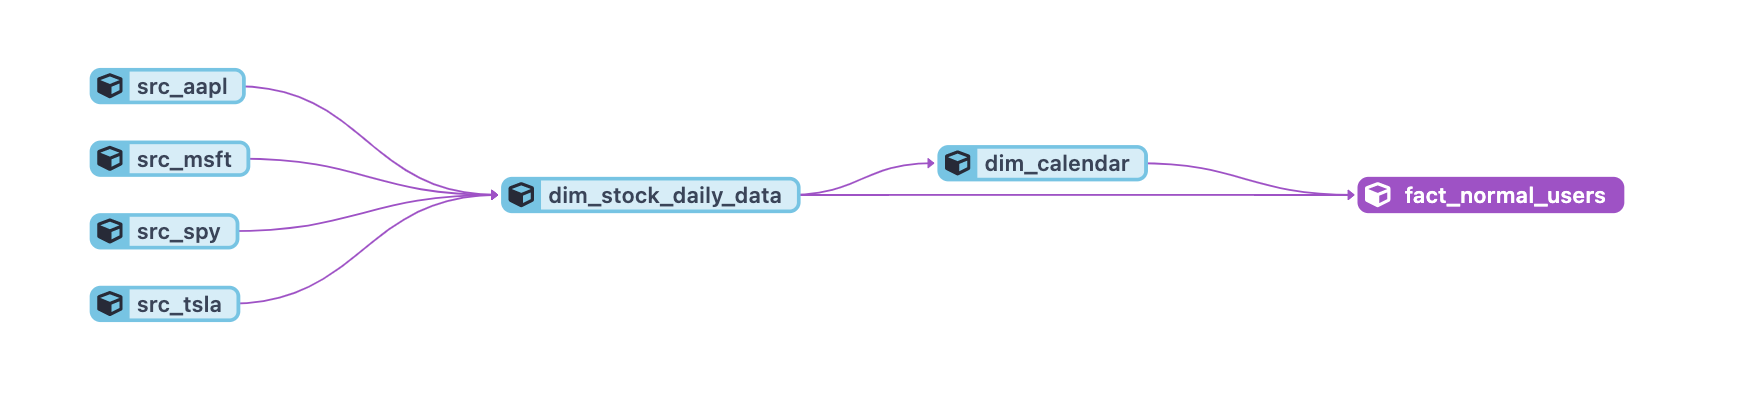 src_aapl
src_msft
src_spy
src_tsla
dim_stock_daily_data
dim_calendar
fact_normal_users